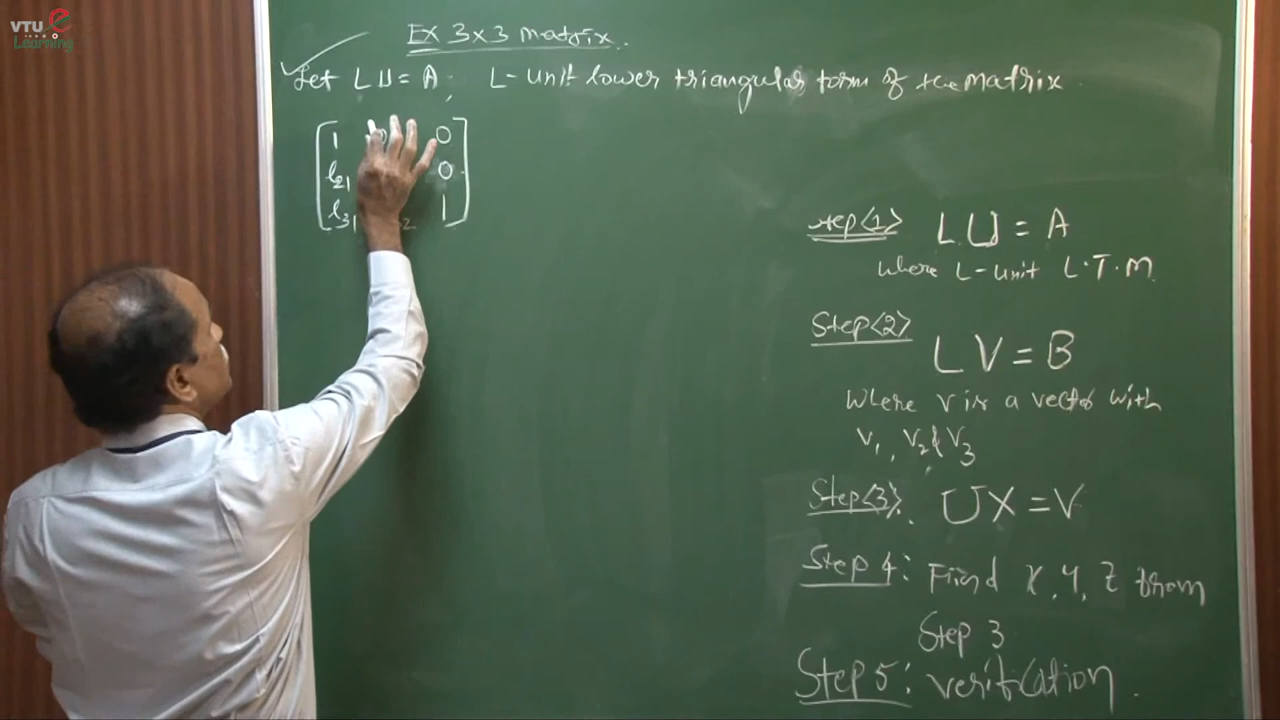 VTU e
Learning
Ex 3x3 matrix.
Let LU = A, L - Unit lower triangular form of the matrix
1 0 0
l21 0
l31 2 1
Step<1> LU = A
where L - unit L.T.M
Step<2>
LV = B
Where V is a vector with
V1, V2 & V3
Step<3>. UX = V
Step 4: Find X, Y, Z from
Step 3
Step 5: verification.